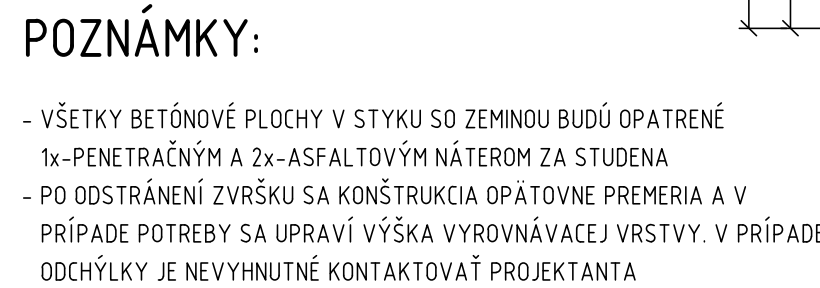 POZNÁMKY:
- VŠETKY BETÓNOVÉ PLOCHY V STYKU SO ZEMINOU BUDÚ OPATRENÉ
1x-PENETRAČNÝM A 2x-ASFALTOVÝM NÁTEROM ZA STUDENA
- PO ODSTRÁNENÍ ZVRŠKU SA KONŠTRUKCIA OPÄTOVNE PREMERIA A V
PRÍPADE POTREBY SA UPRAVÍ VÝŠKA VYROVNÁVACEJ VRSTVY. V PRÍPADE
ODCHÝLKY JE NEVYHNUTNÉ KONTAKTOVAŤ PROJEKTANTA